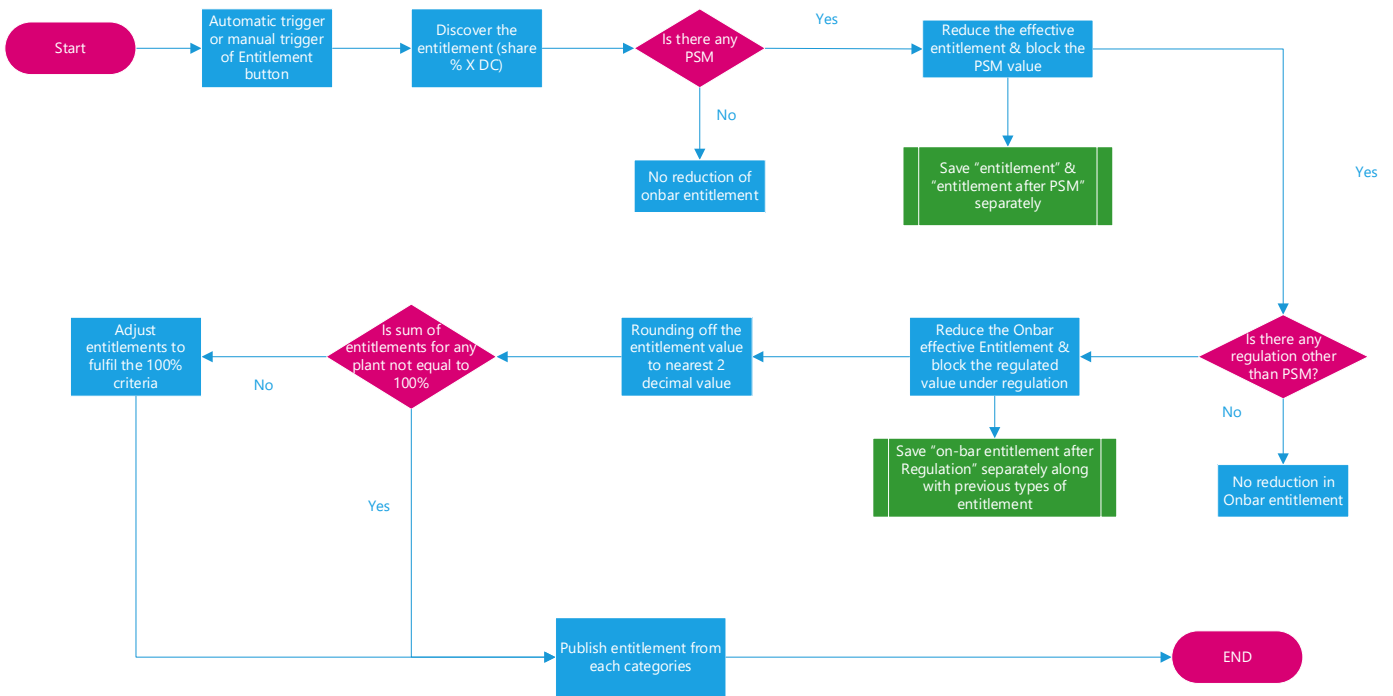 Start
Automatic trigger
or manual trigger
of Entitlement
button
Discover the
entitlement (share
% X DC)
Is there any
PSM
Yes
Reduce the effective
entitlement & block the
PSM value
No
No reduction of
onbar entitlement
Save “entitlement” &
“entitlement after PSM”
separately
Yes
Adjust
entitlements to
fulfil the 100%
criteria
No
Is sum of
entitlements for any
plant not equal to
100%
Rounding off the
entitlement value
to nearest 2
decimal value
Reduce the Onbar
effective Entitlement &
block the regulated
value under regulation
Is there any
regulation other
than PSM?
No
Save “on-bar entitlement after
Regulation” separately along
with previous types of
entitlement
No reduction in
Onbar entitlement
Yes
Publish entitlement from
each categories
END